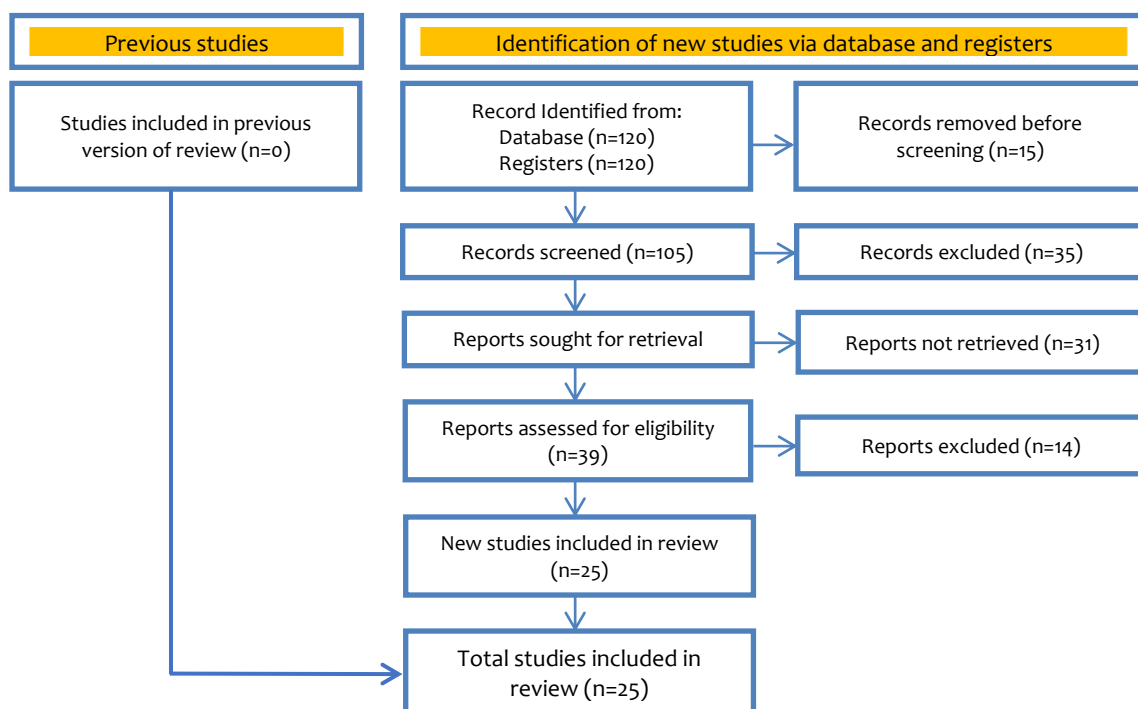 Previous studies
Identification of new studies via database and registers
Studies included in previous
version of review (n=0)
Record Identified from:
Database (n=120)
Registers (n=120)
Records removed before
screening (n=15)
Records screened (n=105)
Records excluded (n=35)
Reports sought for retrieval
Reports not retrieved (n=31)
Reports assessed for eligibility
(n=39)
Reports excluded (n=14)
New studies included in review
(n=25)
Total studies included in
review (n=25)